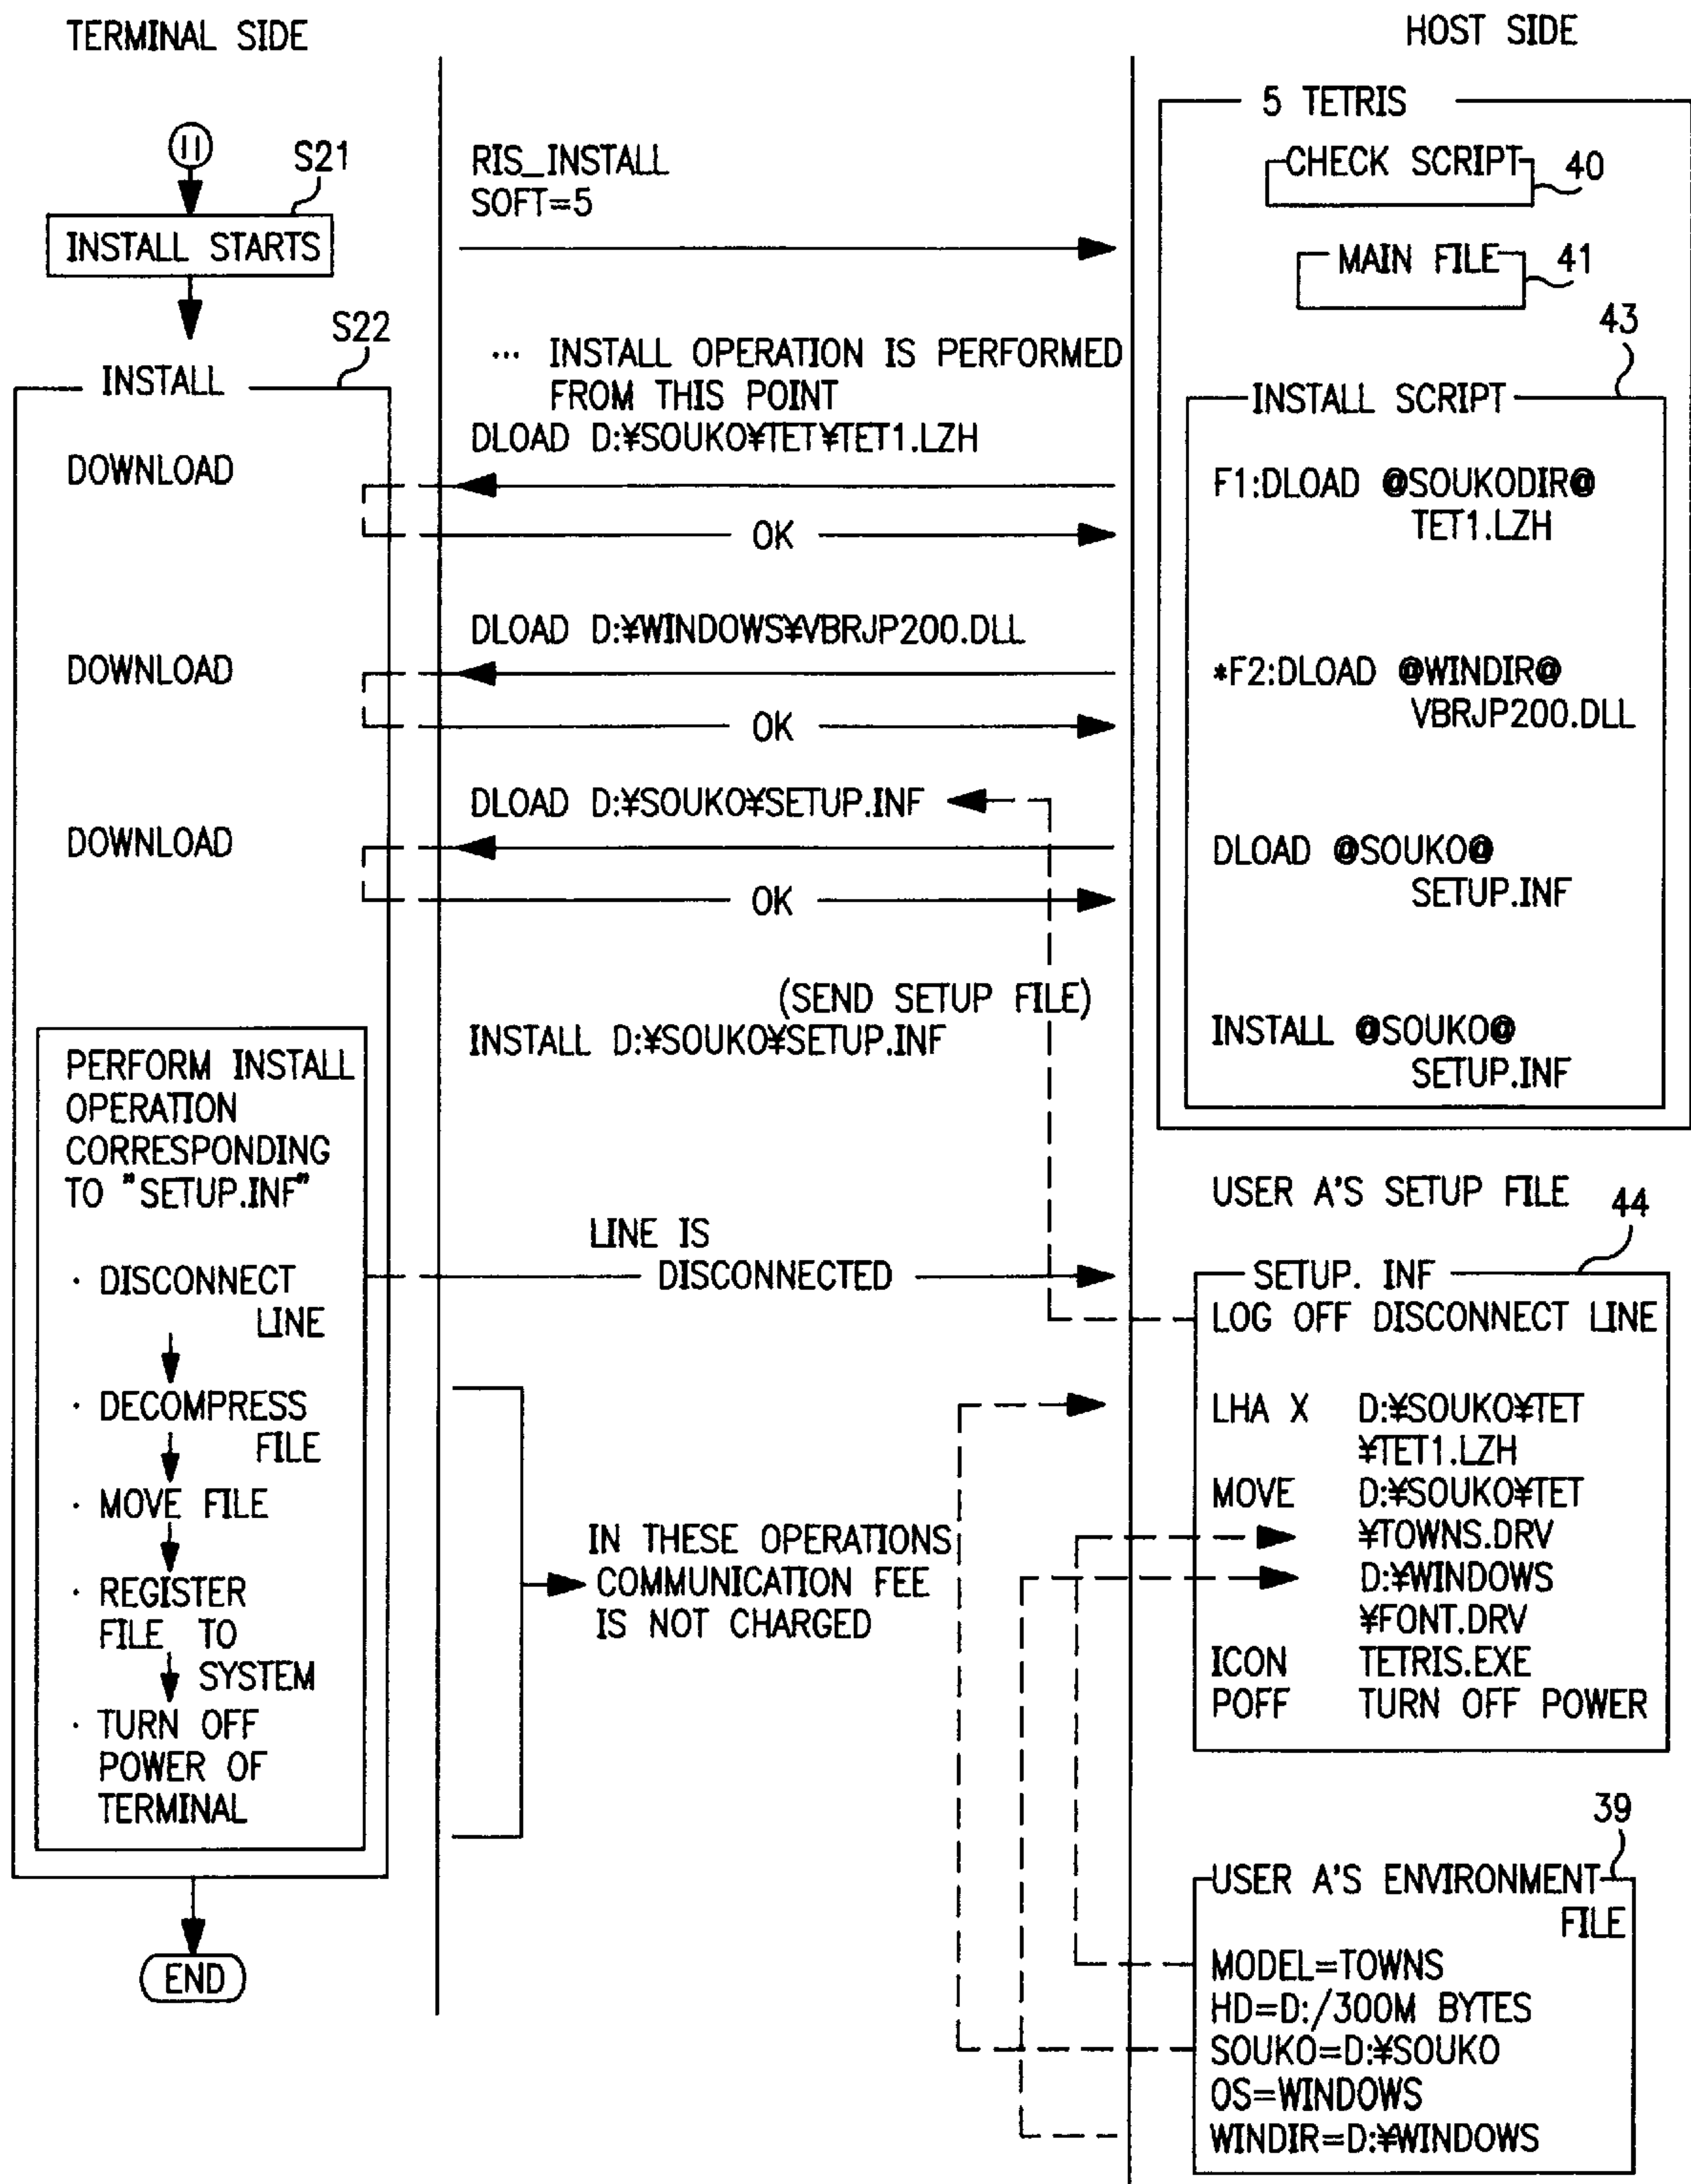 TERMINAL SIDE
HOST SIDE
11
S21
INSTALL STARTS
S22
INSTALL
DOWNLOAD
DOWNLOAD
DOWNLOAD
PERFORM INSTALL
OPERATION
CORRESPONDING
TO "SETUP.INF"
· DISCONNECT
LINE
· DECOMPRESS
FILE
· MOVE FILE
· REGISTER
FILE TO
SYSTEM
· TURN OFF
POWER OF
TERMINAL
END
RIS_INSTALL
SOFT=5
... INSTALL OPERATION IS PERFORMED
FROM THIS POINT
DLOAD D:¥SOUKO¥TET¥TET1.LZH
OK
DLOAD D:¥WINDOWS¥VBRJP200.DLL
OK
DLOAD D:¥SOUKO¥SETUP.INF
OK
(SEND SETUP FILE)
INSTALL D:¥SOUKO¥SETUP.INF
LINE IS
DISCONNECTED
IN THESE OPERATIONS
COMMUNICATION FEE
IS NOT CHARGED
5 TETRIS
CHECK SCRIPT
40
MAIN FILE
41
43
INSTALL SCRIPT
F1:DLOAD @SOUKODIR@
TET1.LZH
*F2:DLOAD @WINDIR@
VBRJP200.DLL
DLOAD @SOUKO@
SETUP.INF
INSTALL @SOUKO@
SETUP.INF
USER A'S SETUP FILE
44
SETUP. INF
LOG OFF DISCONNECT LINE
LHA X D:¥SOUKO¥TET
¥TET1.LZH
MOVE D:¥SOUKO¥TET
¥TOWNS.DRV
D:¥WINDOWS
¥FONT.DRV
ICON TETRIS.EXE
POFF TURN OFF POWER
39
USER A'S ENVIRONMENT
FILE
MODEL=TOWNS
HD=D:/300M BYTES
SOUKO=D:¥SOUKO
OS=WINDOWS
WINDIR=D:¥WINDOWS